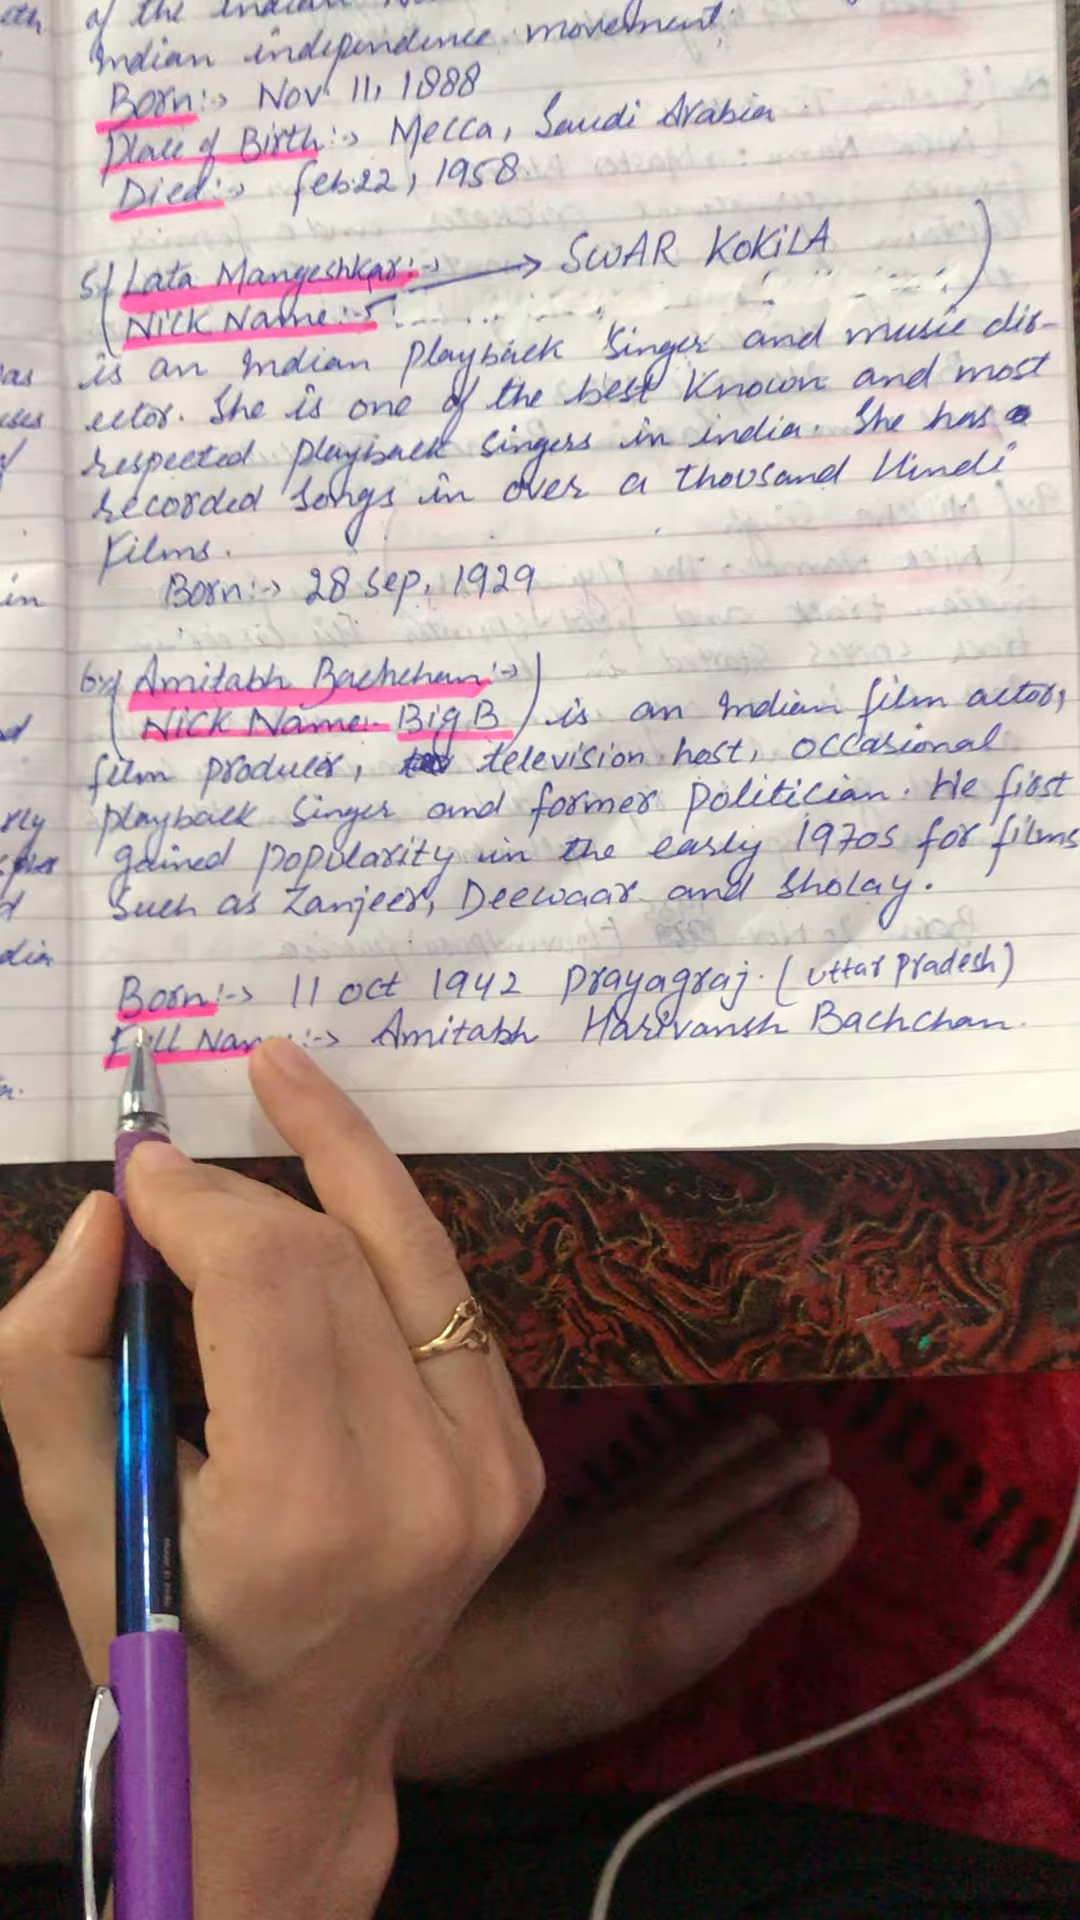 of the indian
Indian independence movement.
Born:-> Nov. 11, 1888
Place of Birth:-> Mecca, Saudi Arabia
Died:-> feb 22, 1958.
5) Lata Mangeshkar:-> SWAR KOKILA
(Nick Name:-
is an Indian Playback Singer and music dir-
ector. She is one of the best Known and most
respected playback singers in india. She has
recorded songs in over a thousand Hindi
Films.
Born:-> 28 Sep, 1929
6) Amitabh Bachchan:->
(Nick Name:- Big B) is an Indian film actor,
film producer, television host, occasional
playback Singer and former politician. He first
gained popularity in the early 1970s for films
such as Zanjeer, Deewaar and Sholay.
Born:-> 11 oct 1942 Prayagraj. (Uttar Pradesh)
Full Name:-> Amitabh Harivansh Bachchan.